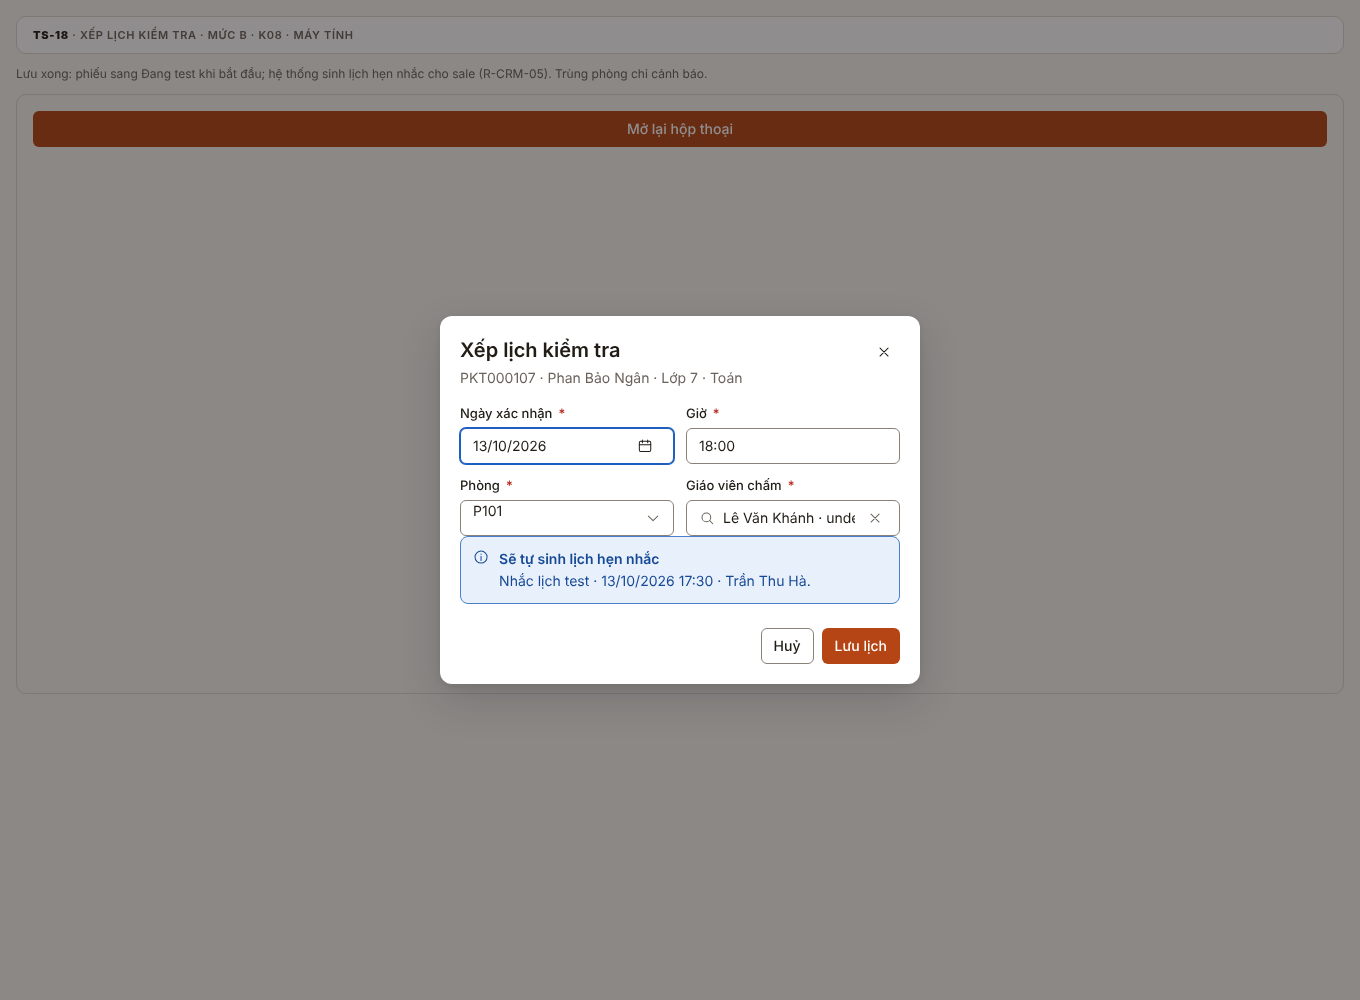 TS-18 · XẾP LỊCH KIỂM TRA · MỨC B · K08 · MÁY TÍNH
Lưu xong: phiếu sang Đang test khi bắt đầu; hệ thống sinh lịch hẹn nhắc cho sale (R-CRM-05). Trùng phòng chỉ cảnh báo.
Mở lại hộp thoại
Xếp lịch kiểm tra
PKT000107 · Phan Bảo Ngân · Lớp 7 · Toán
Ngày xác nhận * Giờ *
13/10/2026 18:00
Phòng * Giáo viên chấm *
P101 Lê Văn Khánh · unde
Sẽ tự sinh lịch hẹn nhắc
Nhắc lịch test · 13/10/2026 17:30 · Trần Thu Hà.
Huỷ Lưu lịch